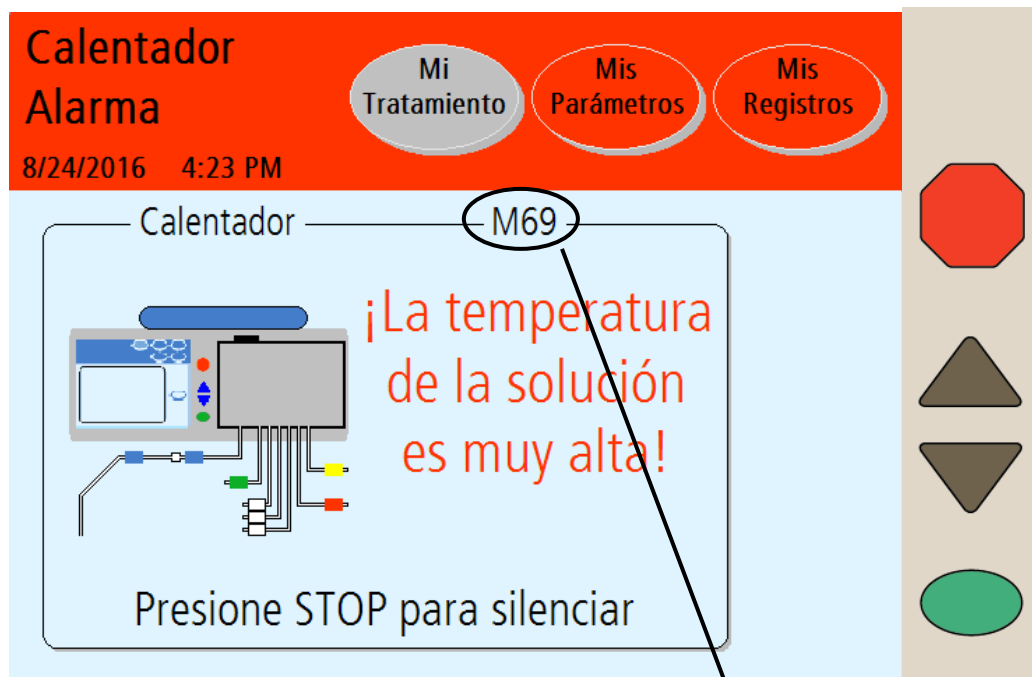 Calentador
Alarma
8/24/2016 4:23 PM
Mi
Tratamiento
Mis
Parámetros
Mis
Registros
Calentador
M69
¡La temperatura
de la solución
es muy alta!
Presione STOP para silenciar